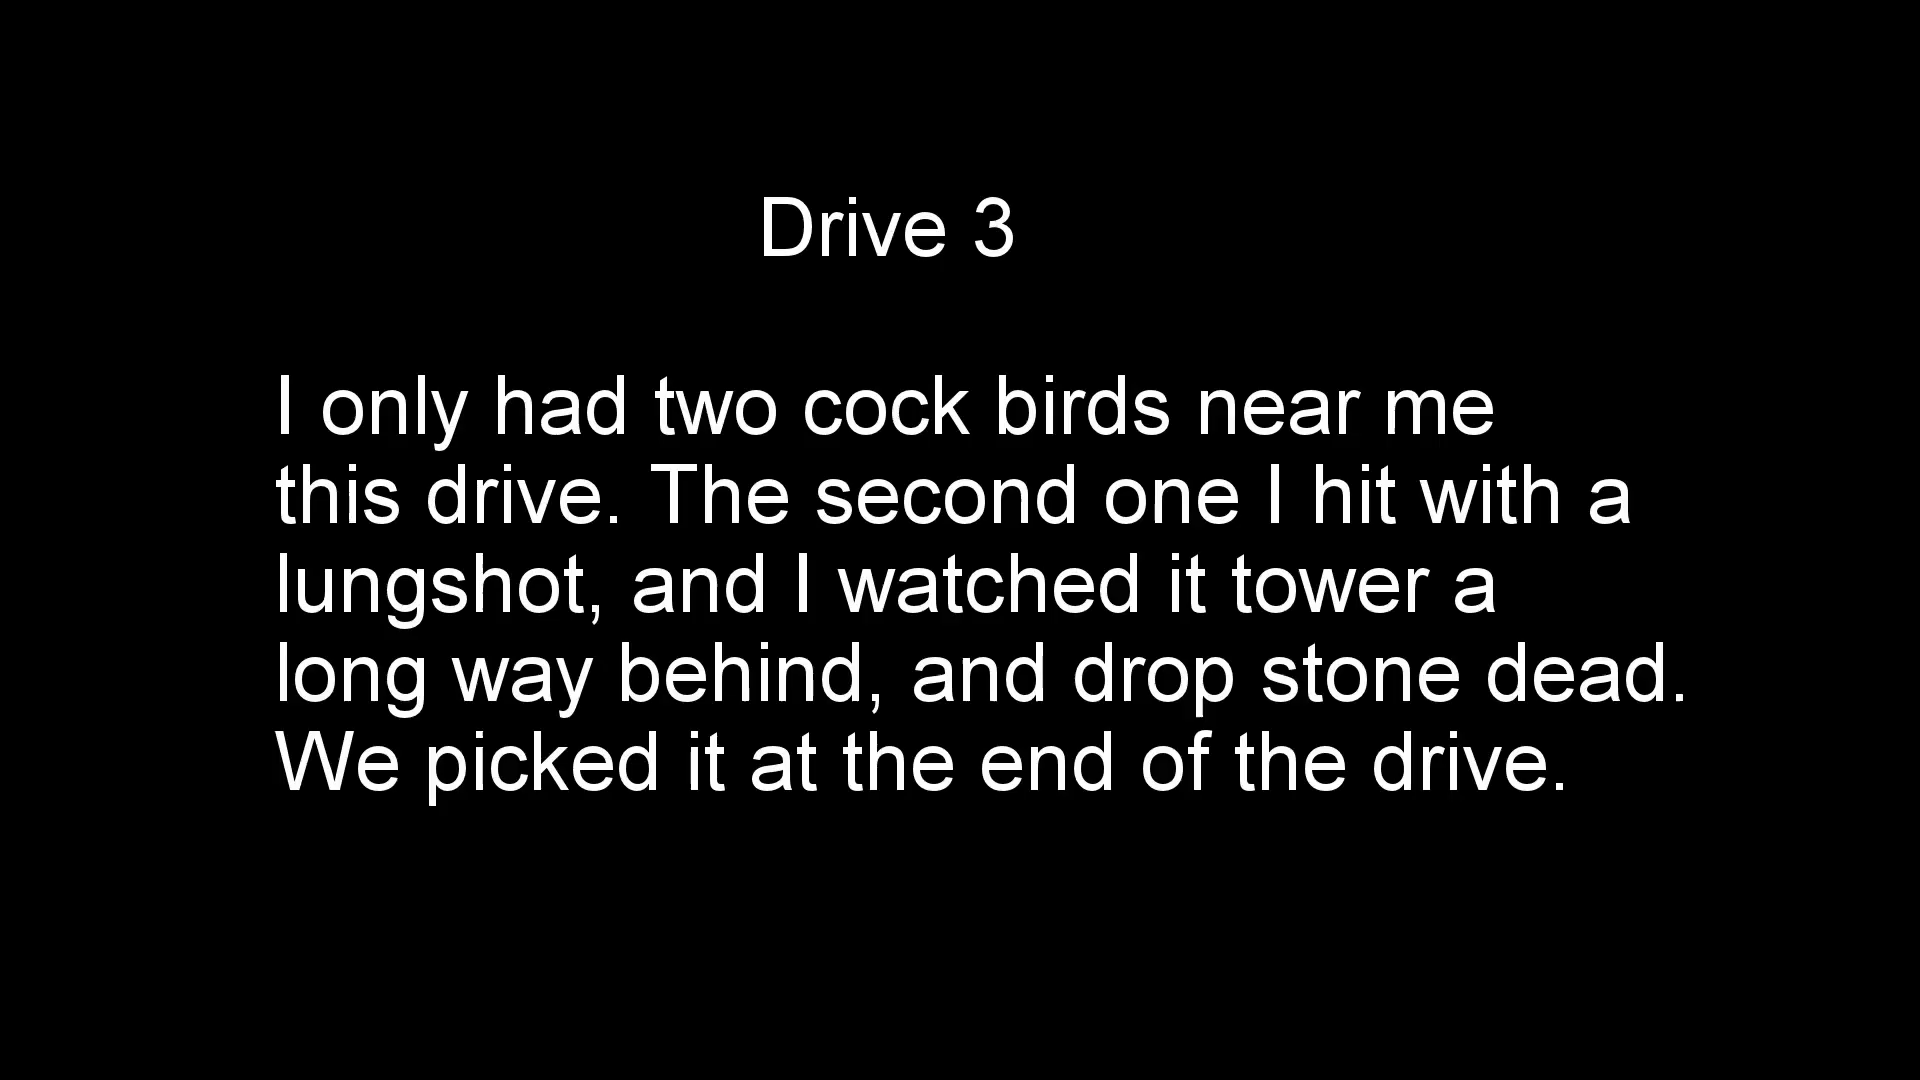 Drive 3
I only had two cock birds near me
this drive. The second one I hit with a
lungshot, and I watched it tower a
long way behind, and drop stone dead.
We picked it at the end of the drive.